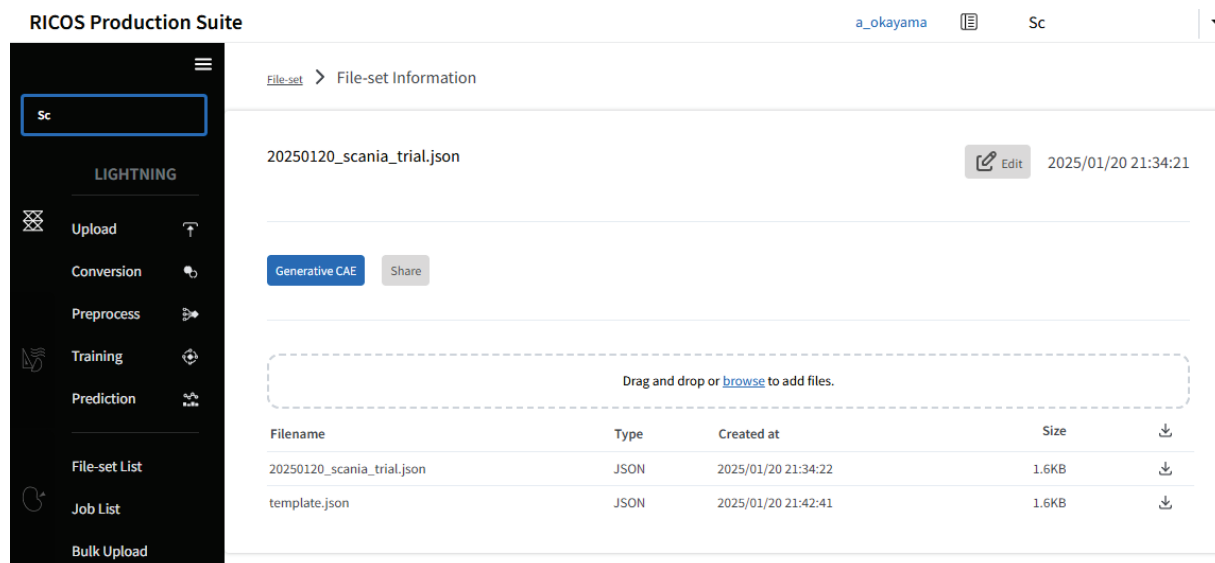 RICOS Production Suite
a_okayama
Sc
Sc
LIGHTNING
Upload
Conversion
Preprocess
Training
Prediction
File-set List
Job List
Bulk Upload
File-set > File-set Information
20250120_scania_trial.json
Edit 2025/01/20 21:34:21
Generative CAE Share
Drag and drop or browse to add files.
Filename Type Created at Size
20250120_scania_trial.json JSON 2025/01/20 21:34:22 1.6KB
template.json JSON 2025/01/20 21:42:41 1.6KB